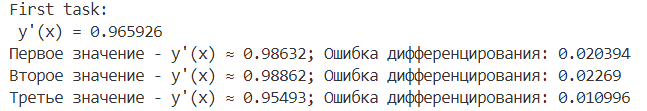 First task:
y'(x) = 0.965926
Первое значение - y'(x) ≈ 0.98632; Ошибка дифференцирования: 0.020394
Второе значение - y'(x) ≈ 0.98862; Ошибка дифференцирования: 0.02269
Третье значение - y'(x) ≈ 0.95493; Ошибка дифференцирования: 0.010996